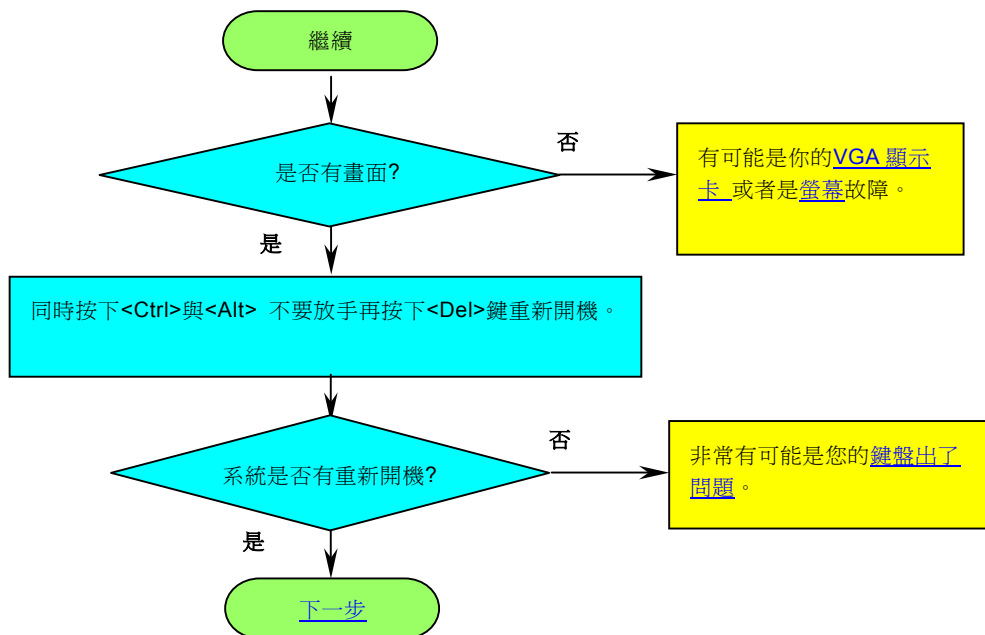 繼續
是否有畫面?
否
有可能是你的VGA 顯示
卡 或者是螢幕故障。
是
同時按下<Ctrl>與<Alt> 不要放手再按下<Del>鍵重新開機。
系統是否有重新開機?
否
非常有可能是您的鍵盤出了
問題。
是
下一步